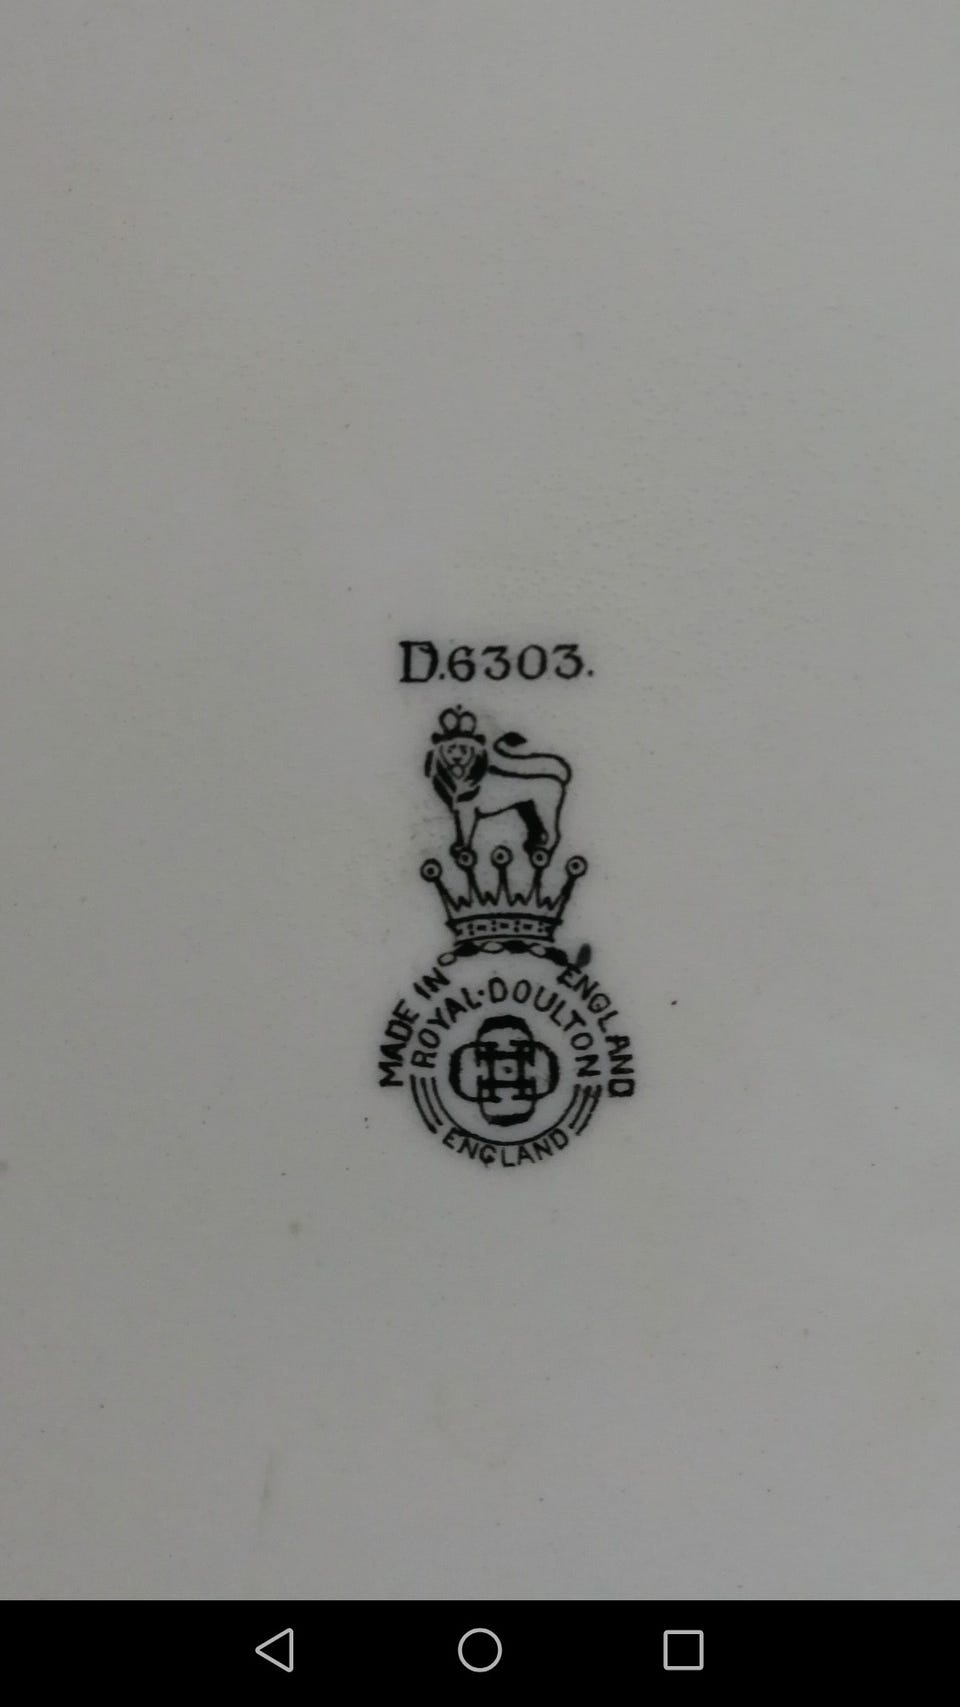 D.6303.
MADE IN ENGLAND
ROYAL·DOULTON
ENGLAND